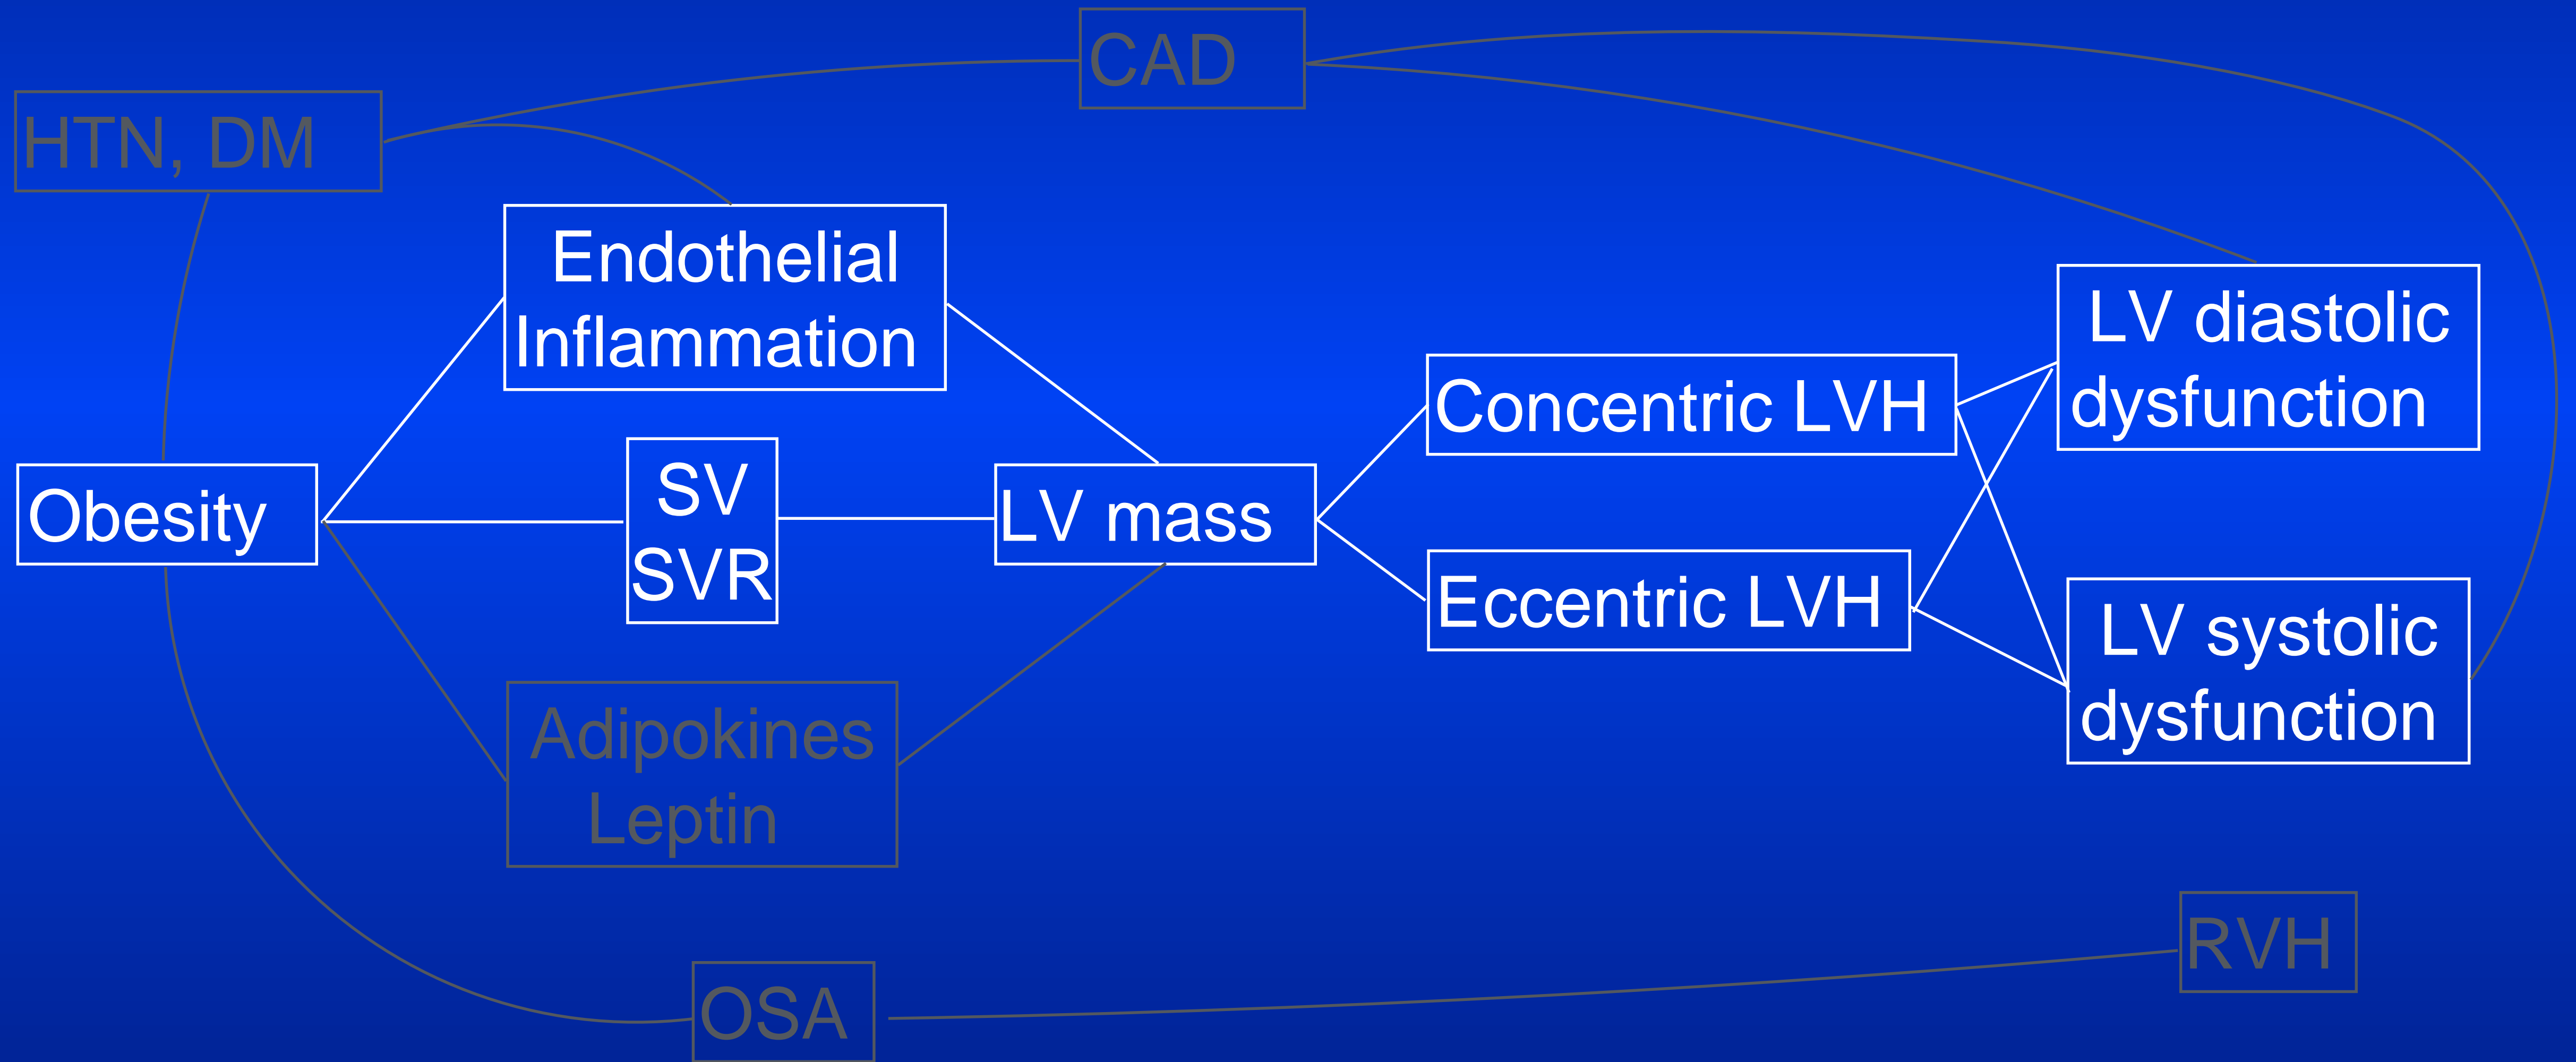 CAD
HTN, DM
Endothelial
Inflammation
LV diastolic
dysfunction
Concentric LVH
SV
SVR
Obesity
LV mass
Eccentric LVH
LV systolic
dysfunction
Adipokines
Leptin
RVH
OSA